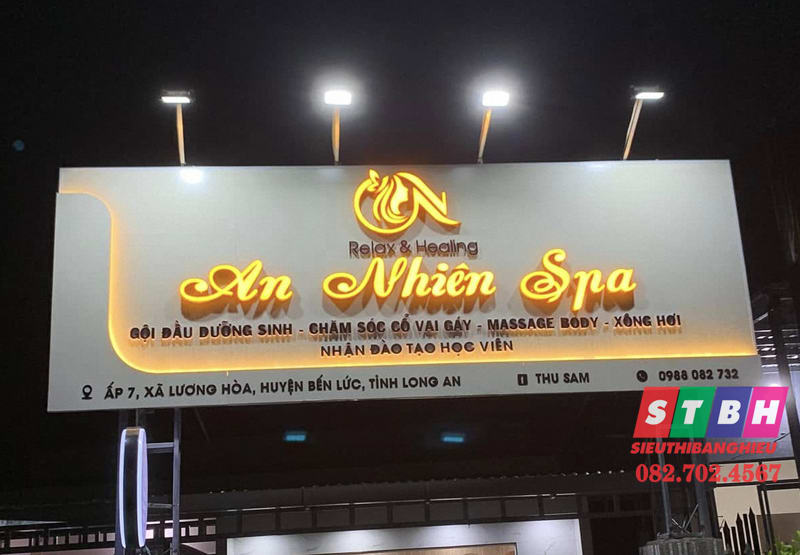 Relax & Healing
An Nhiên Spa
GỘI ĐẦU DƯỠNG SINH - CHĂM SÓC CỔ VAI GÁY - MASSAGE BODY - XÔNG HƠI
NHẬN ĐÀO TẠO HỌC VIÊN
ẤP 7, XÃ LƯƠNG HÒA, HUYỆN BẾN LỨC, TỈNH LONG AN
f THU SAM
0988 082 732
STBH
SIEUTHIBANGHIEU
082.702.4567